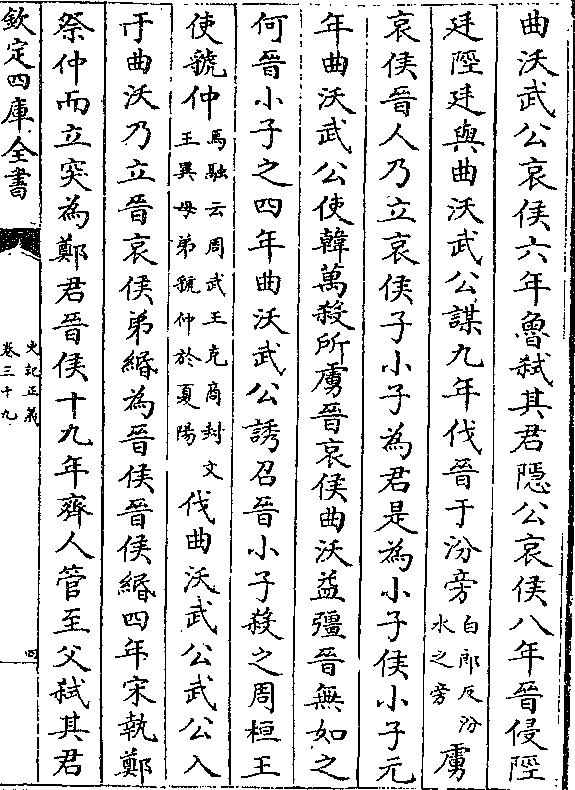 曲沃武公哀侯六年魯弑其君隱公哀侯八年晉侵陘
廷陘廷與曲沃武公謀九年伐晉于汾旁白郎反汾水之旁虜
哀侯晉人乃立哀侯子小子為君是為小子侯小子元
年曲沃武公使韓萬殺所虜晉哀侯曲沃益彊晉無如之
何晉小子之四年曲沃武公誘召晉小子殺之周桓王
使虢仲馬融云周武王克商封文王異母弟虢仲於夏陽伐曲沃武公武公入
于曲沃乃立晉哀侯弟緡為晉侯晉侯緡四年宋執鄭
祭仲而立突為鄭君晉侯十九年齊人管至父弑其君
欽定四庫全書
史記正義
卷三十九
四